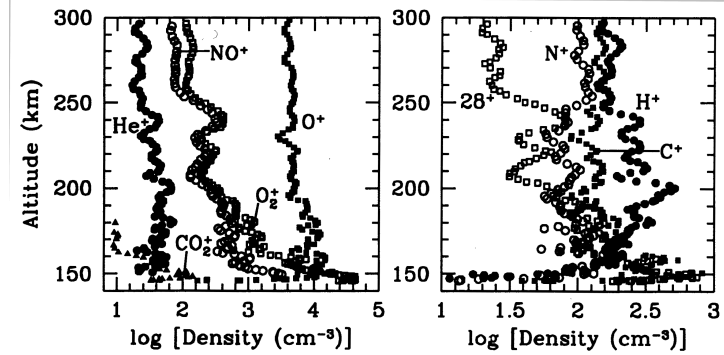 300
250
200
150
Altitude (km)
He⁺
NO⁺
O⁺
O₂⁺
CO₂⁺
1 2 3 4 5
log [Density (cm⁻³)]
300
250
200
150
28⁺
N⁺
H⁺
C⁺
1 1.5 2 2.5 3
log [Density (cm⁻³)]